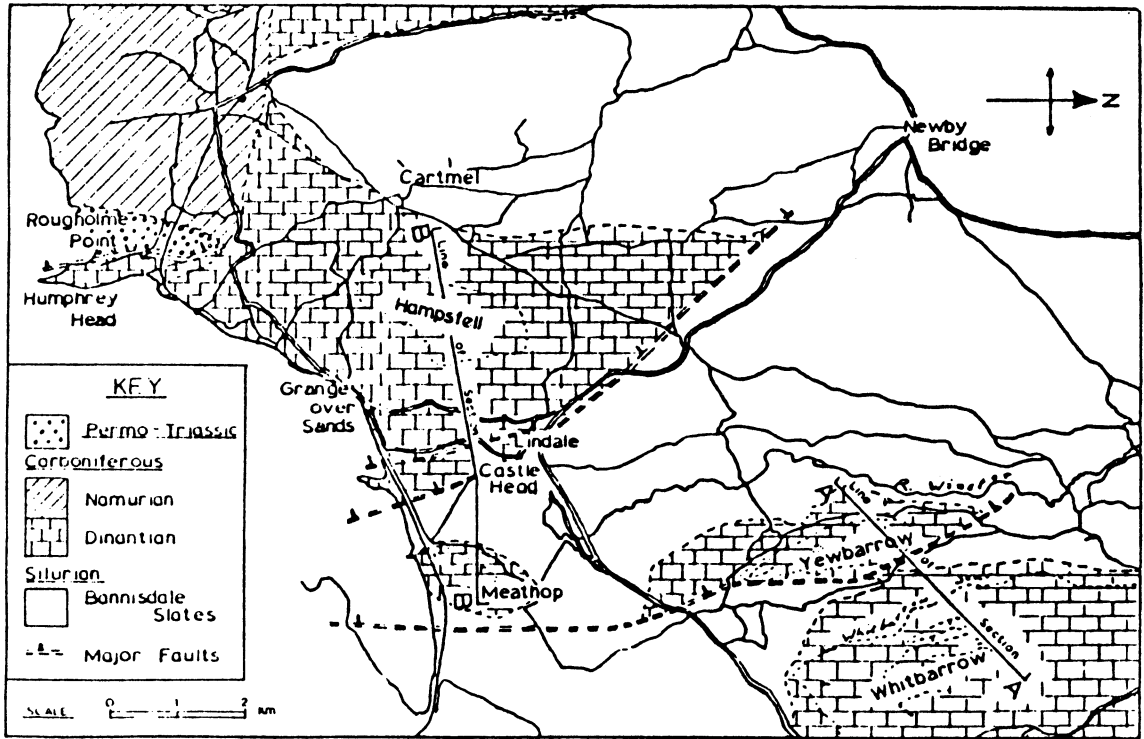 N
Newby
Bridge
Cartmel
Rougholme
Point
Humphrey
Head
B
Line
Hampsfell
of
Section
Grange
over
Sands
Lindale
Castle
Head
Meathop
B
R. Winster
A
Line
of
Section
A
Yewbarrow
Whitbarrow
KEY
Permo-Triassic
Carboniferous
Namurian
Dinantian
Silurian
Bannisdale
Slates
Major Faults
SCALE
0 1 2 km